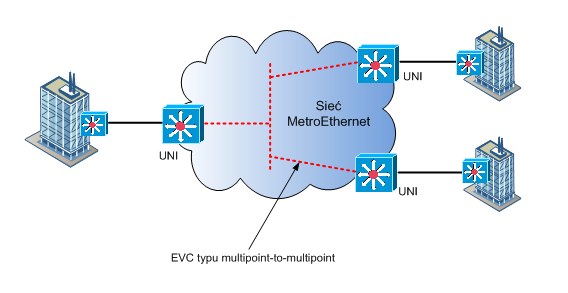 UNI
Sieć
MetroEthernet
UNI
UNI
EVC typu multipoint-to-multipoint